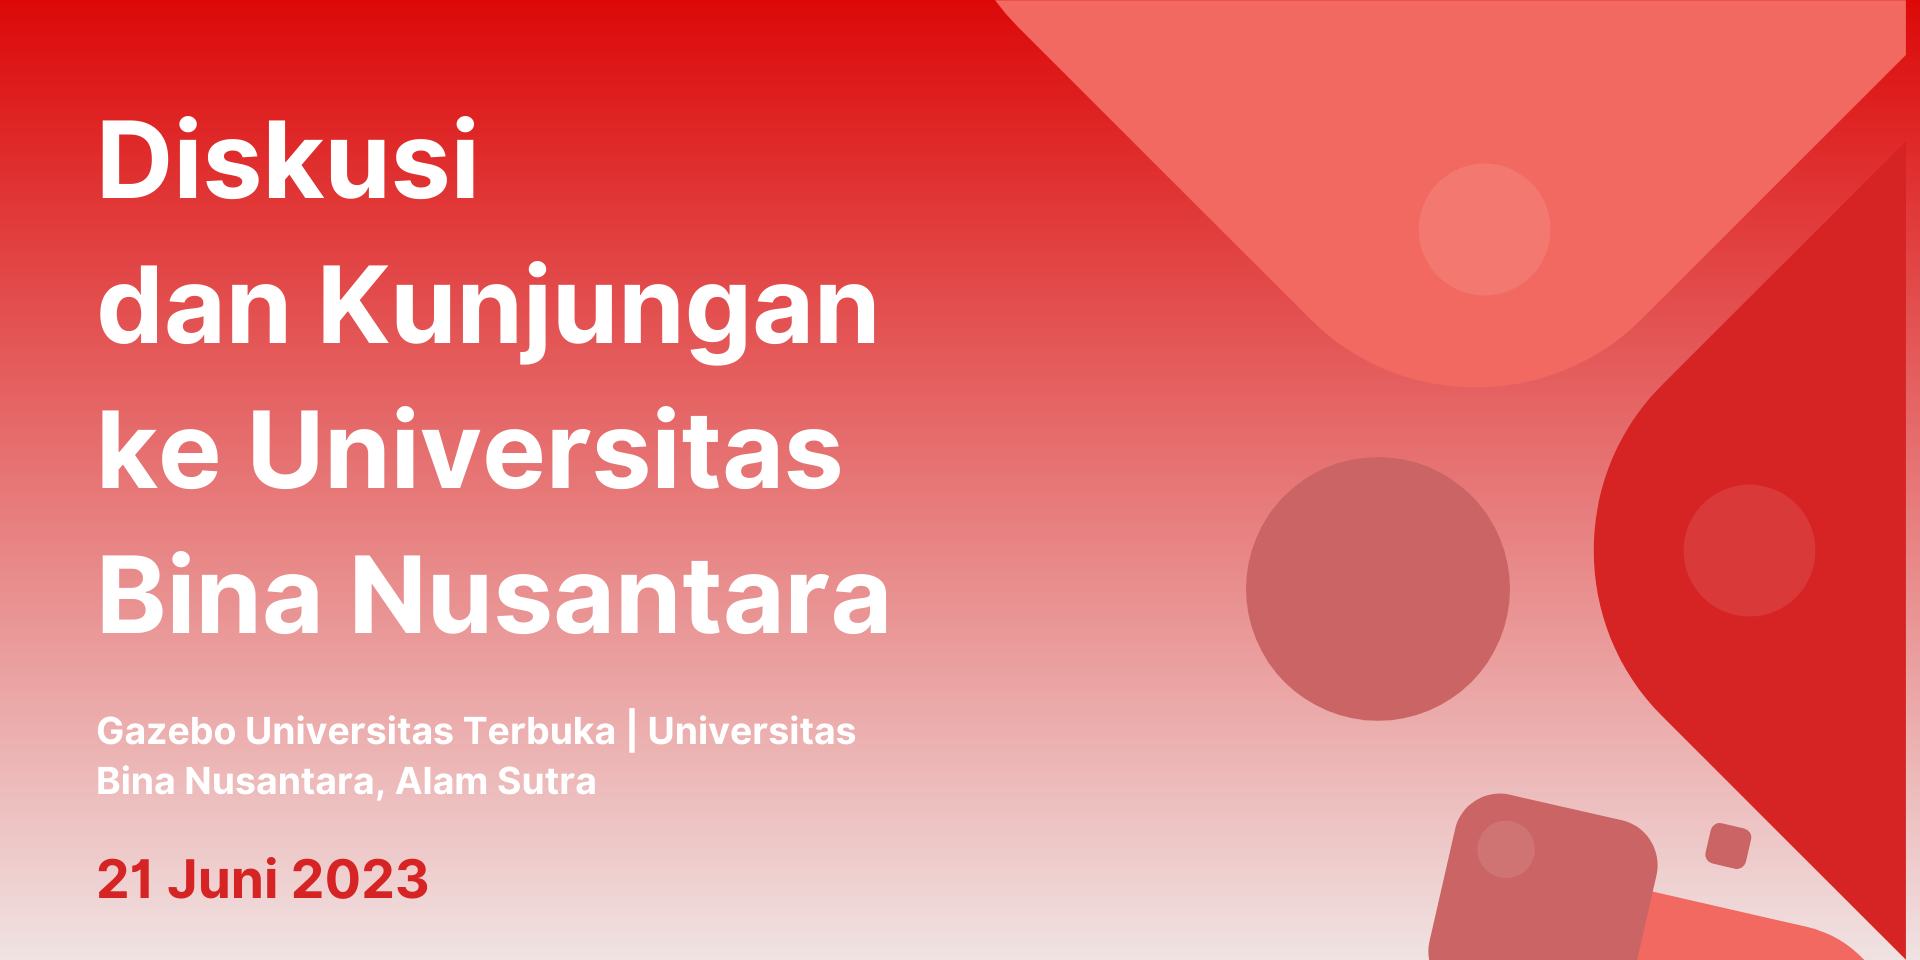 Diskusi
dan Kunjungan
ke Universitas
Bina Nusantara
Gazebo Universitas Terbuka | Universitas
Bina Nusantara, Alam Sutra
21 Juni 2023